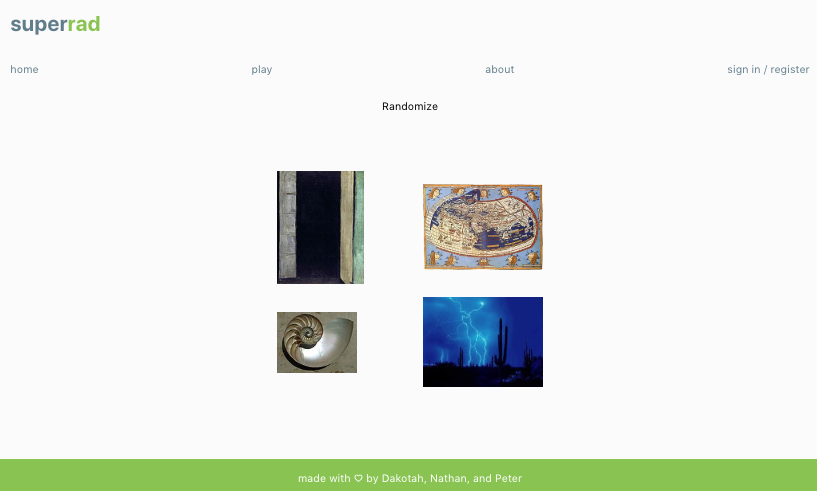 superrad
home play about sign in / register
Randomize
made with ♡ by Dakotah, Nathan, and Peter